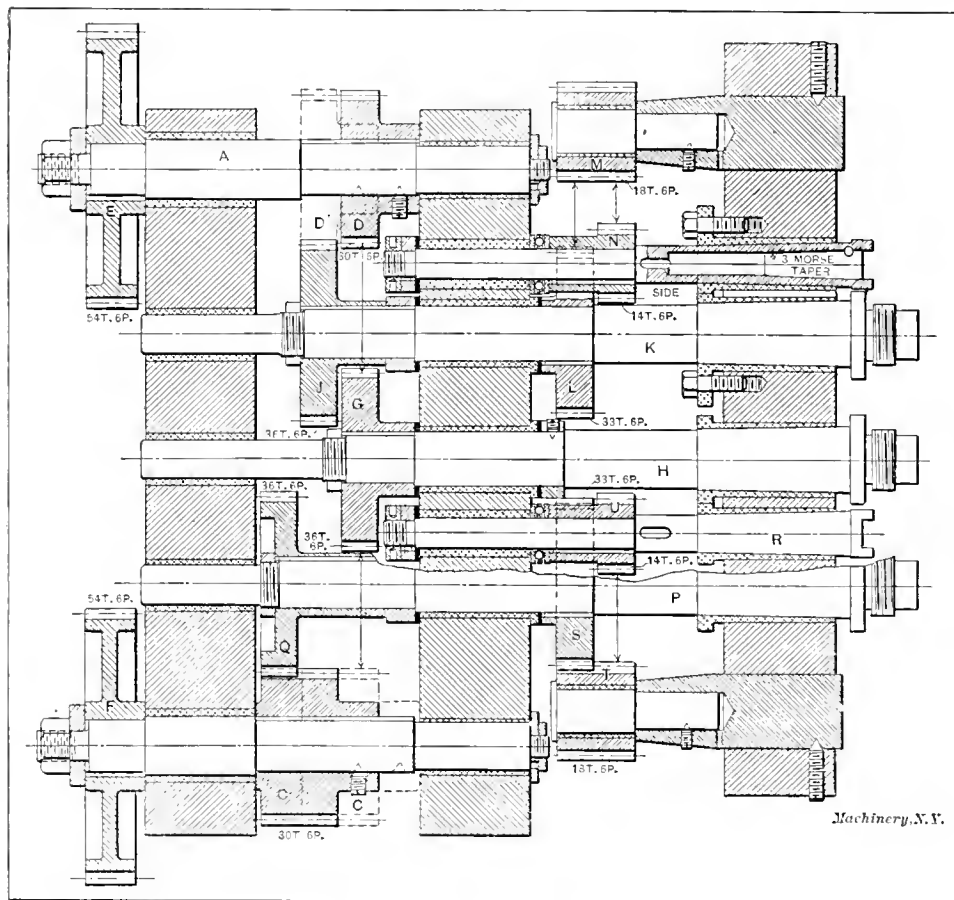 A
M
18T. 6P.
E
D'
D
30T. 6P.
N
#3 MORSE
TAPER
SIDE
14T. 6P.
54T. 6P.
K
J
G
L
36T. 6P.
33T. 6P.
H
36T. 6P.
33T. 6P.
U
U
36T.
6P.
R
14T. 6P.
54T. 6P.
P
Q
S
T
F
18T. 6P.
C'
C
30T. 6P.
Machinery, N.Y.